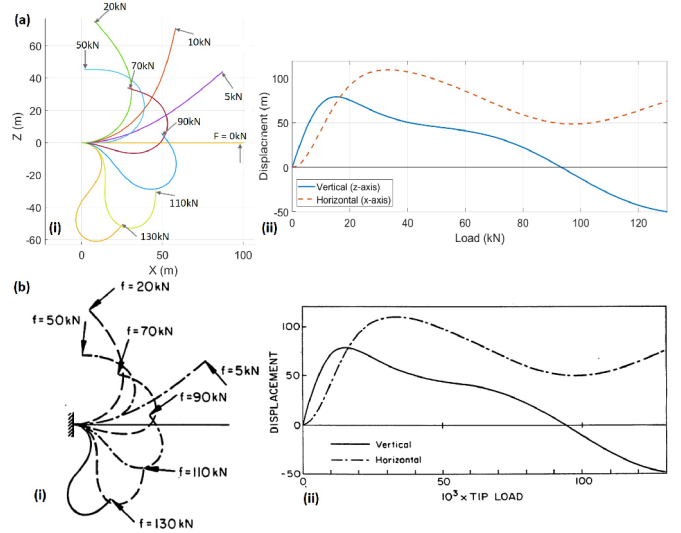 (a)
20kN
60
50kN
10kN
40
70kN
5kN
20
90kN
F = 0kN
Z (m)
0
-20
110kN
-40
130kN
(i)
-60
0
50
100
X (m)
100
50
0
-50
Displacment (m)
Vertical (z-axis)
Horizontal (x-axis)
0
20
40
60
80
100
120
Load (kN)
(ii)
(b)
f=20kN
f=50kN
f=70kN
f=5kN
f=90kN
f=110kN
f=130kN
(i)
100
50
0
-50
DISPLACEMENT
Vertical
Horizontal
0
50
100
10³ × TIP LOAD
(ii)